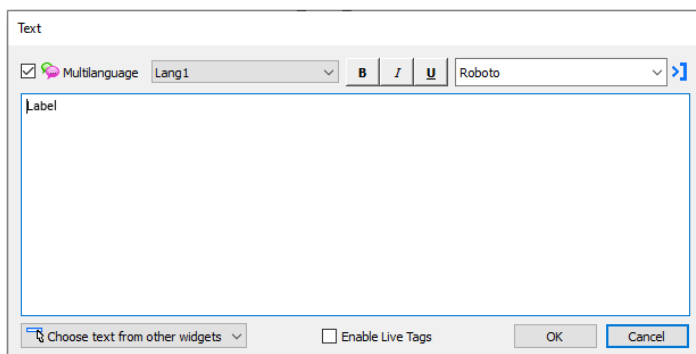 Text
Multilanguage Lang1 B I U Roboto
Label
Choose text from other widgets Enable Live Tags OK Cancel